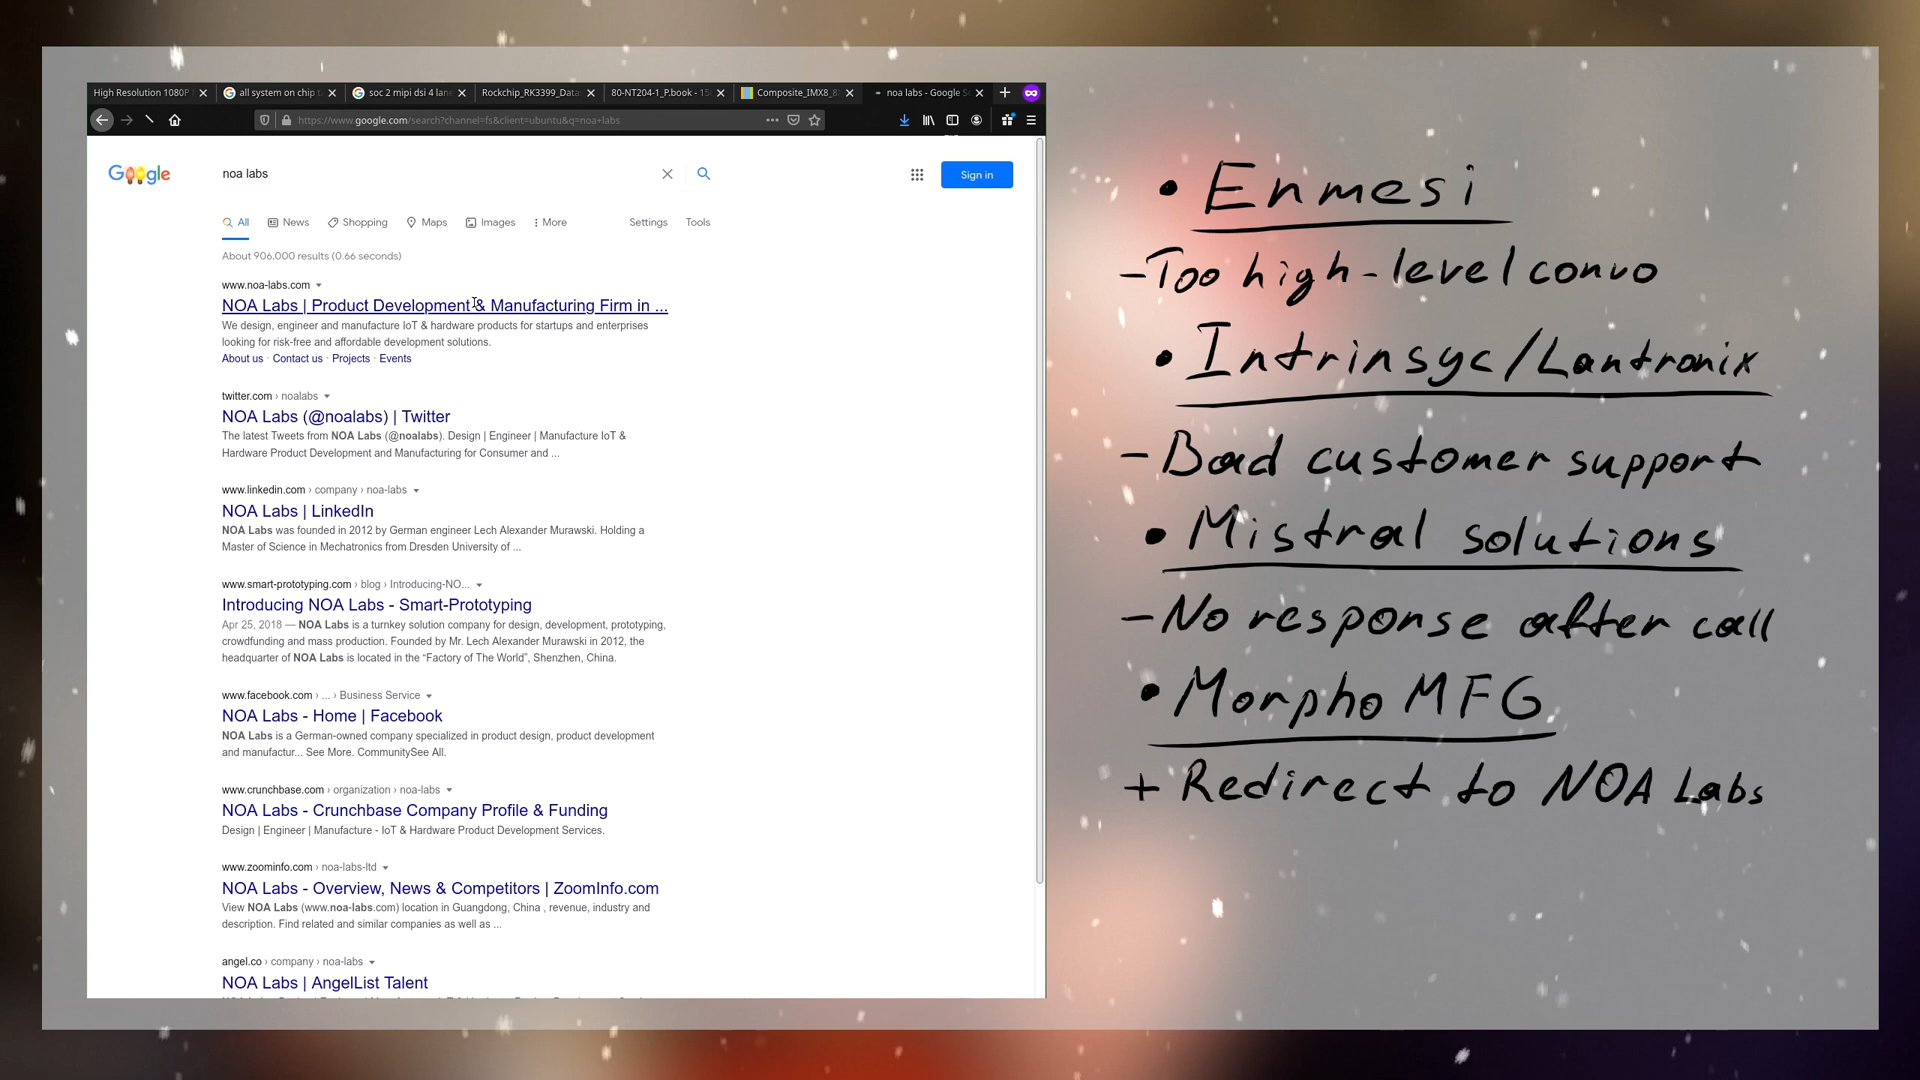 High Resolution 1080P
all system on chip t
soc 2 mipi dsi 4 lane
Rockchip_RK3399_Data
80-NT204-1_P.book - 15
Composite_IMX8_8
noa labs - Google Se
https://www.google.com/search?channel=fs&client=ubuntu&q=noa+labs
Google
noa labs
Sign in
All
News
Shopping
Maps
Images
More
Settings
Tools
About 906,000 results (0.66 seconds)
www.noa-labs.com
NOA Labs | Product Development & Manufacturing Firm in ...
We design, engineer and manufacture IoT & hardware products for startups and enterprises
looking for risk-free and affordable development solutions.
About us · Contact us · Projects · Events
twitter.com › noalabs
NOA Labs (@noalabs) | Twitter
The latest Tweets from NOA Labs (@noalabs). Design | Engineer | Manufacture IoT &
Hardware Product Development and Manufacturing for Consumer and ...
www.linkedin.com › company › noa-labs
NOA Labs | LinkedIn
NOA Labs was founded in 2012 by German engineer Lech Alexander Murawski. Holding a
Master of Science in Mechatronics from Dresden University of ...
www.smart-prototyping.com › blog › Introducing-NO...
Introducing NOA Labs - Smart-Prototyping
Apr 25, 2018 — NOA Labs is a turnkey solution company for design, development, prototyping,
crowdfunding and mass production. Founded by Mr. Lech Alexander Murawski in 2012, the
headquarter of NOA Labs is located in the “Factory of The World”, Shenzhen, China.
www.facebook.com › ... › Business Service
NOA Labs - Home | Facebook
NOA Labs is a German-owned company specialized in product design, product development
and manufactur... See More. CommunitySee All.
www.crunchbase.com › organization › noa-labs
NOA Labs - Crunchbase Company Profile & Funding
Design | Engineer | Manufacture - IoT & Hardware Product Development Services.
www.zoominfo.com › noa-labs-ltd
NOA Labs - Overview, News & Competitors | ZoomInfo.com
View NOA Labs (www.noa-labs.com) location in Guangdong, China , revenue, industry and
description. Find related and similar companies as well as ...
angel.co › company › noa-labs
NOA Labs | AngelList Talent
• Enmesi
-Too high-level convo
• Intrinsyc/Lantronix
- Bad customer support
• Mistral solutions
-No response after call
• Morpho MFG
+ Redirect to NOA Labs